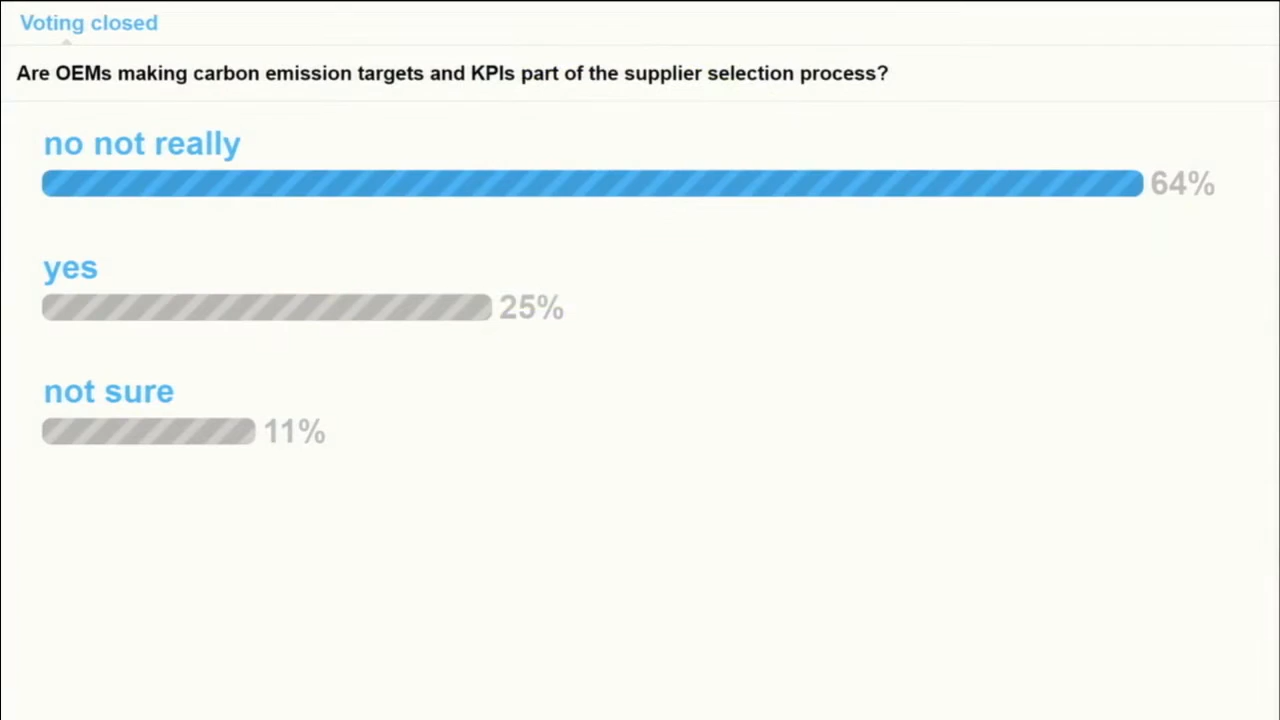 Voting closed
Are OEMs making carbon emission targets and KPIs part of the supplier selection process?
no not really
64%
yes
25%
not sure
11%